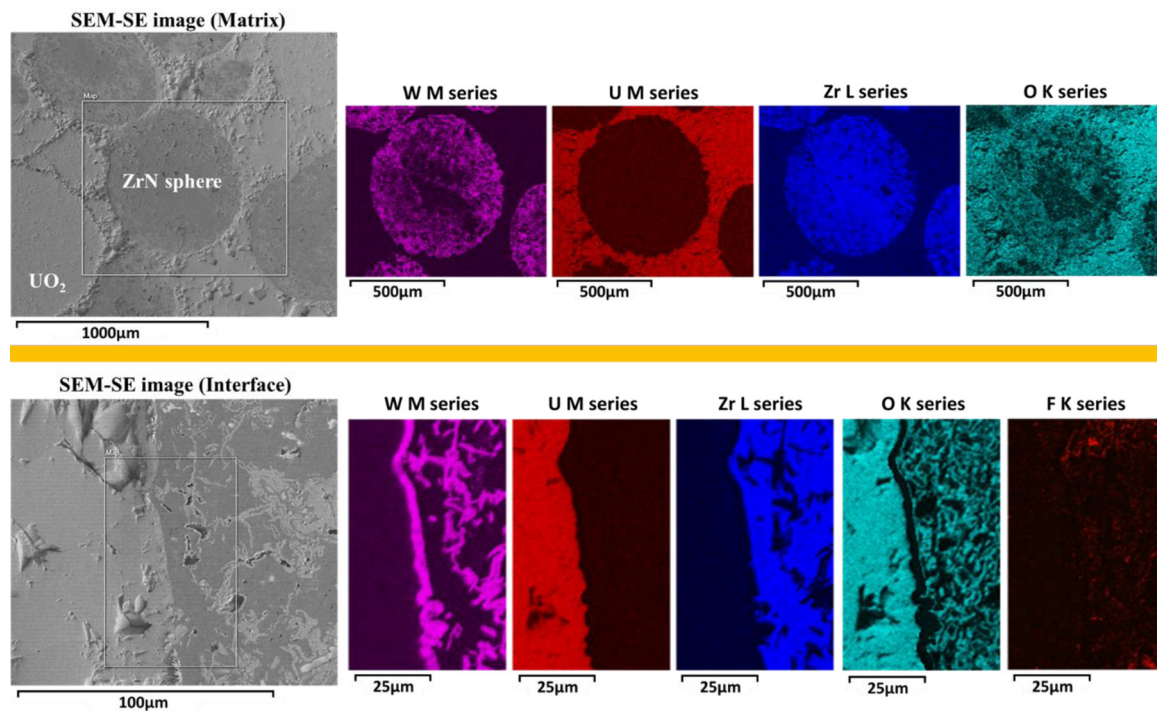 SEM-SE image (Matrix)
W M series
U M series
Zr L series
O K series
Map
ZrN sphere
UO₂
1000µm
500µm
500µm
500µm
500µm
SEM-SE image (Interface)
W M series
U M series
Zr L series
O K series
F K series
Map
100µm
25µm
25µm
25µm
25µm
25µm